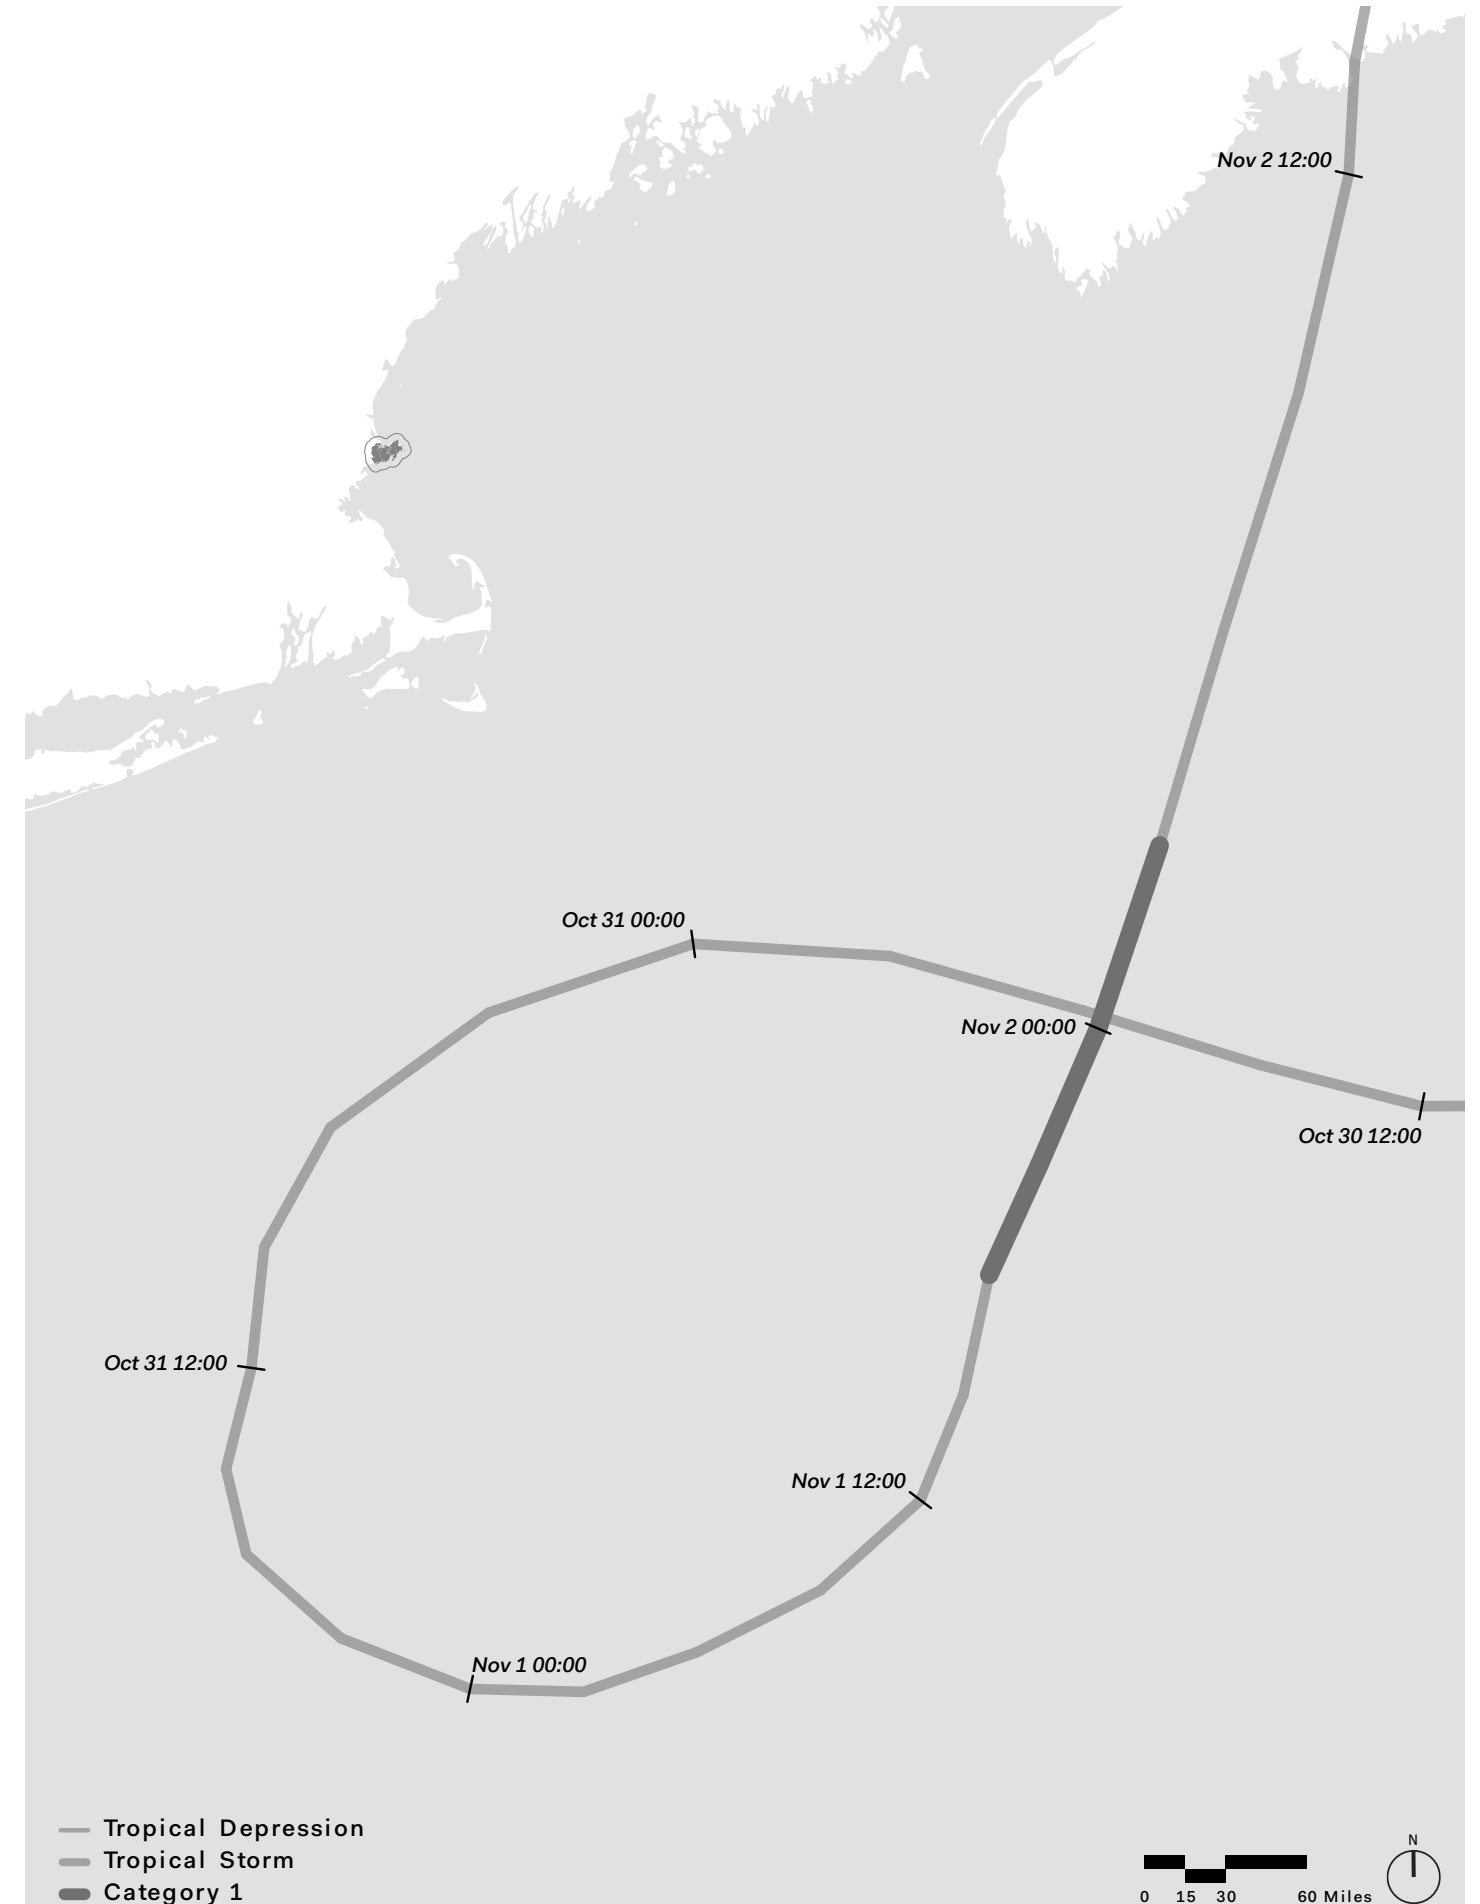 Nov 2 12:00
Oct 31 00:00
Nov 2 00:00
Oct 30 12:00
Oct 31 12:00
Nov 1 12:00
Nov 1 00:00
Tropical Depression
Tropical Storm
Category 1
N
0 15 30 60 Miles